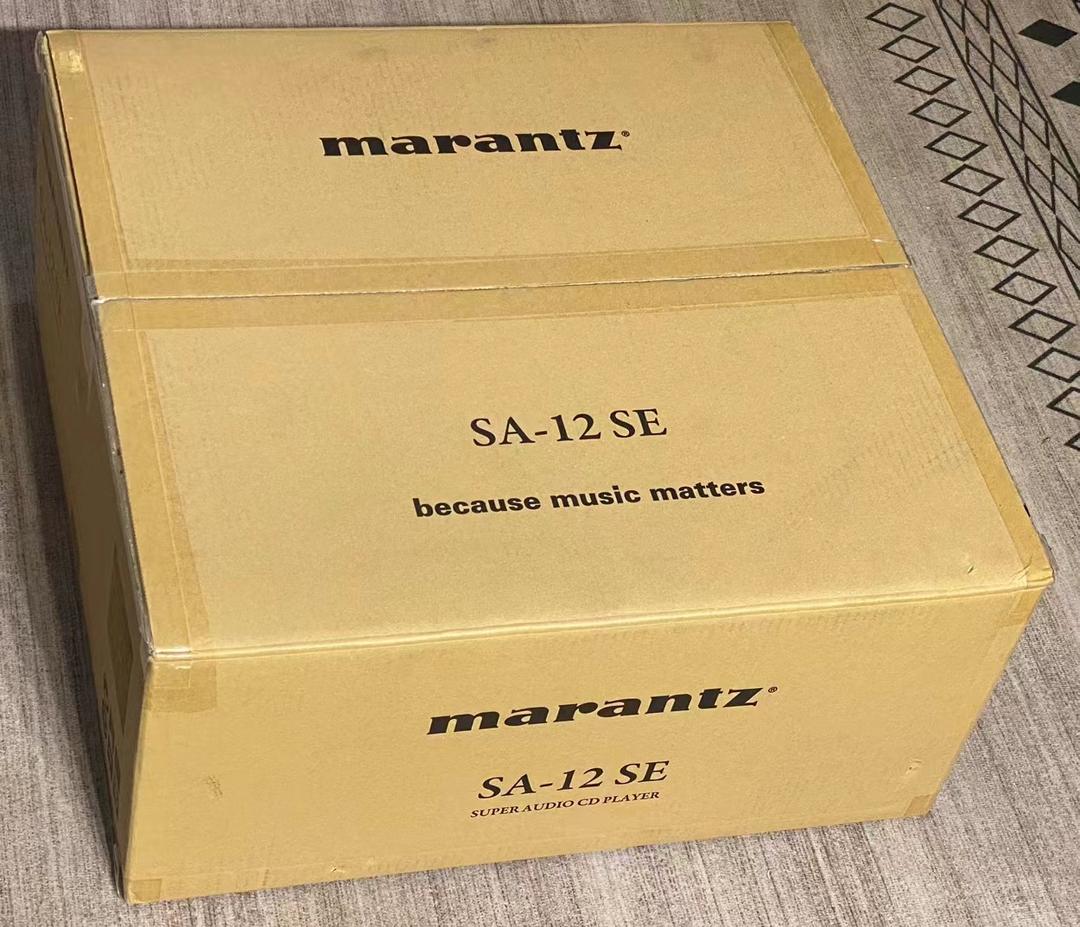 marantz®
SA-12 SE
because music matters
marantz®
SA-12 SE
SUPER AUDIO CD PLAYER